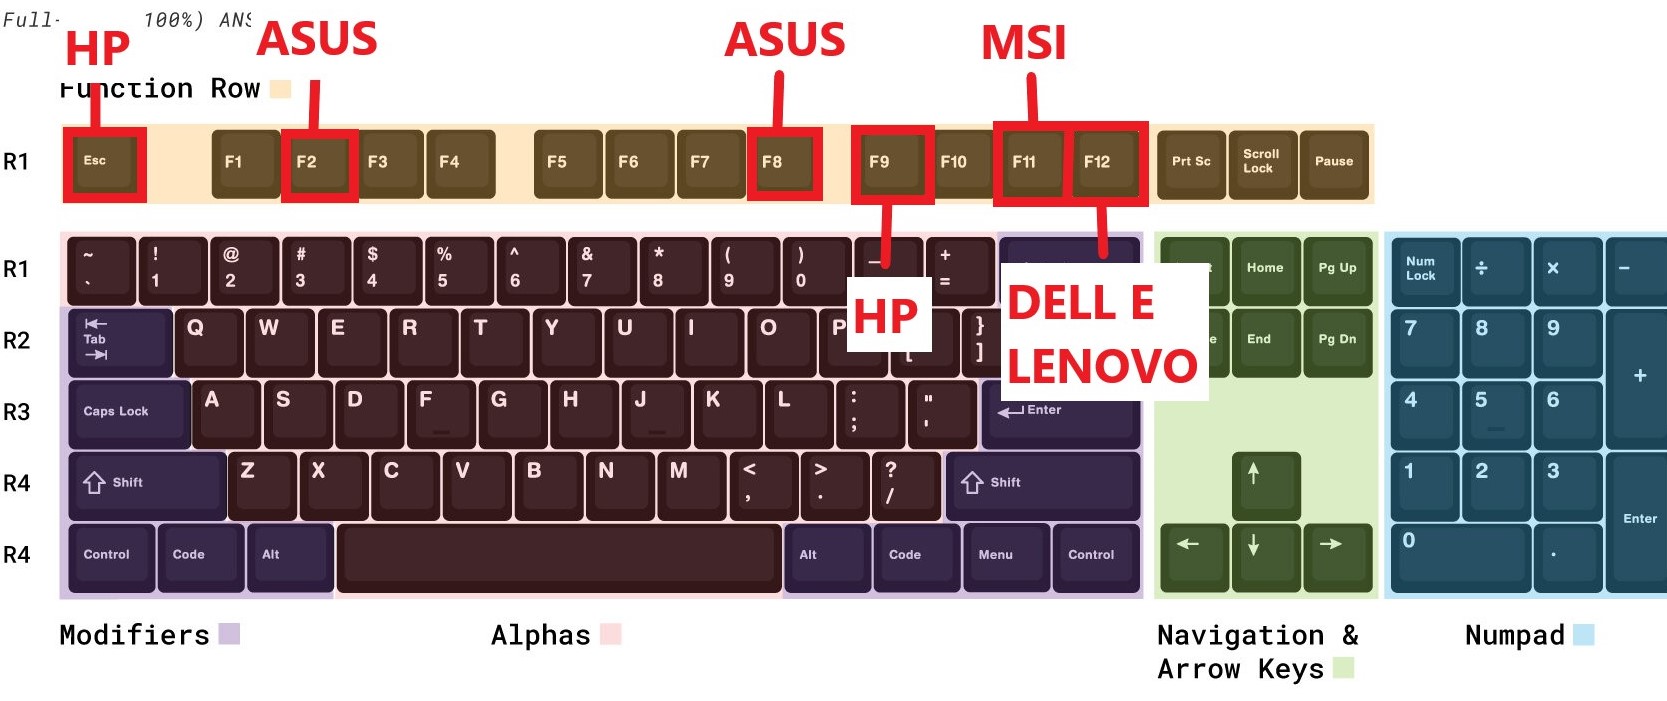 Full- 100%) ANS
HP ASUS ASUS MSI
Function Row
R1 Esc F1 F2 F3 F4 F5 F6 F7 F8 F9 F10 F11 F12 Prt Sc Scroll Lock Pause
R1 ~ ` ! 1 @ 2 # 3 $ 4 % 5 ^ 6 & 7 * 8 ( 9 ) 0 _ + = Home Pg Up Num Lock ÷ × −
HP
DELL E
LENOVO
R2 Tab Q W E R T Y U I O P [ } ] End Pg Dn 7 8 9 +
R3 Caps Lock A S D F G H J K L : ; " ' Enter 4 5 6
R4 Shift Z X C V B N M < , > . ? / Shift ↑ 1 2 3 Enter
R4 Control Code Alt Alt Code Menu Control ← ↓ → 0 .
Modifiers Alphas Navigation & Numpad
Arrow Keys